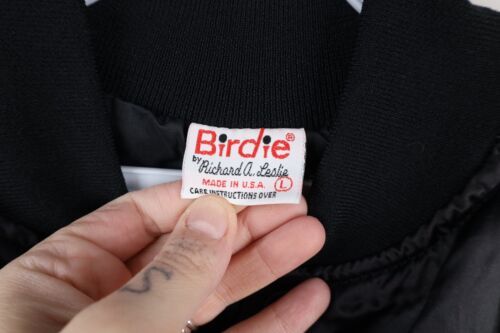 Birdie®
by Richard A. Leslie
MADE IN U.S.A. L
CARE INSTRUCTIONS OVER